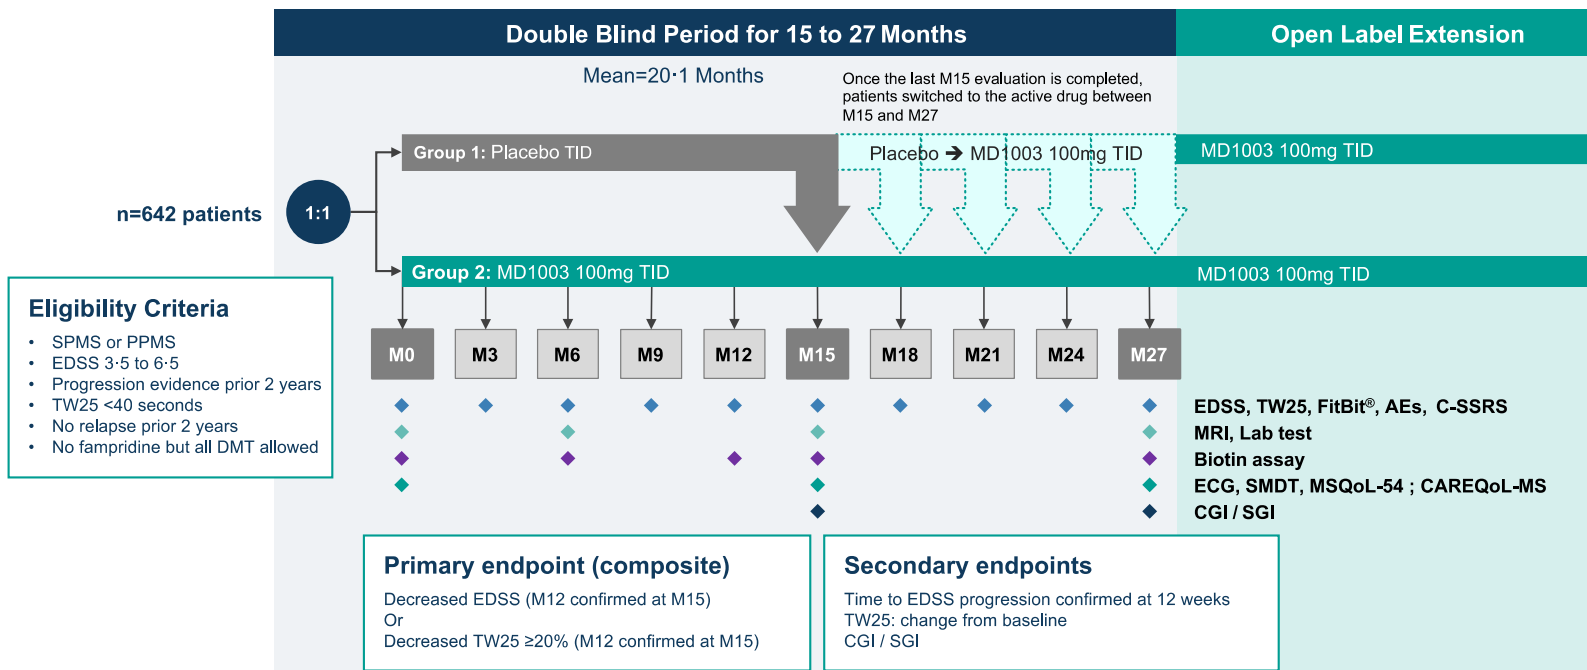 Double Blind Period for 15 to 27 Months
Open Label Extension
Mean=20·1 Months
Once the last M15 evaluation is completed,
patients switched to the active drug between
M15 and M27
Group 1: Placebo TID
Placebo ➔ MD1003 100mg TID
MD1003 100mg TID
n=642 patients
1:1
Group 2: MD1003 100mg TID
MD1003 100mg TID
Eligibility Criteria
• SPMS or PPMS
• EDSS 3·5 to 6·5
• Progression evidence prior 2 years
• TW25 <40 seconds
• No relapse prior 2 years
• No fampridine but all DMT allowed
M0 M3 M6 M9 M12 M15 M18 M21 M24 M27
EDSS, TW25, FitBit®, AEs, C-SSRS
MRI, Lab test
Biotin assay
ECG, SMDT, MSQoL-54 ; CAREQoL-MS
CGI / SGI
Primary endpoint (composite)
Decreased EDSS (M12 confirmed at M15)
Or
Decreased TW25 ≥20% (M12 confirmed at M15)
Secondary endpoints
Time to EDSS progression confirmed at 12 weeks
TW25: change from baseline
CGI / SGI